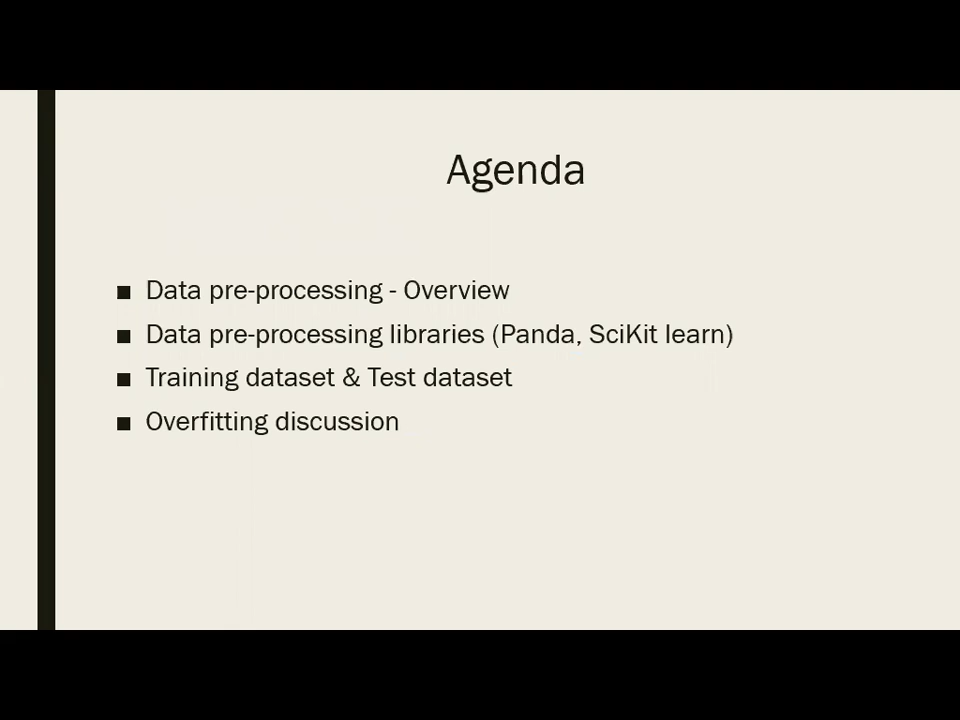 Agenda
■ Data pre-processing - Overview
■ Data pre-processing libraries (Panda, SciKit learn)
■ Training dataset & Test dataset
■ Overfitting discussion